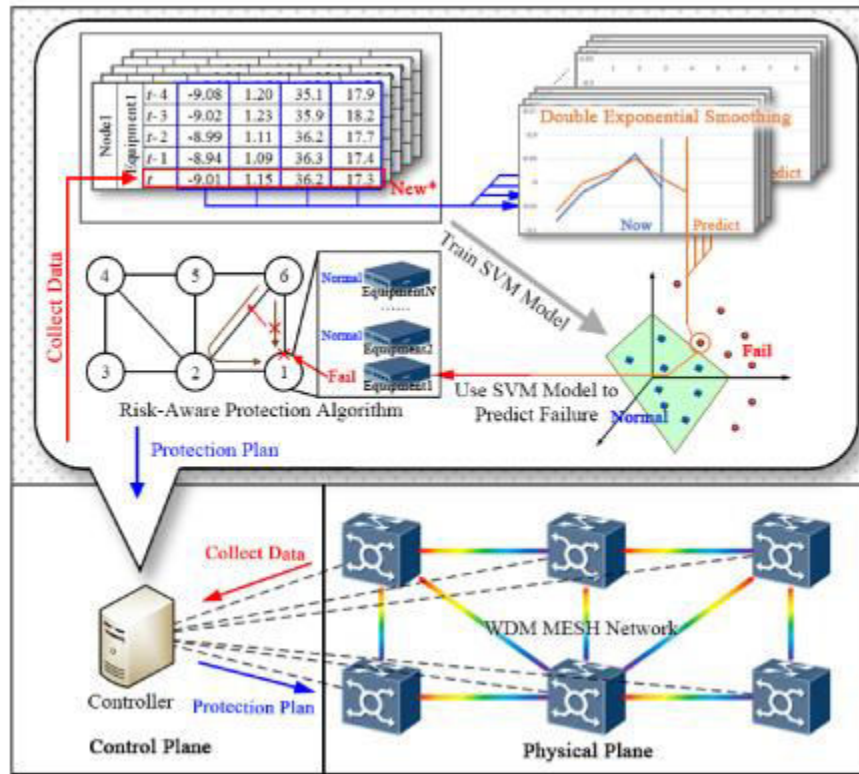 Node1
Equipment1
t- 4 -9.08 1.20 35.1 17.9
t- 3 -9.02 1.23 35.9 18.2
t- 2 -8.99 1.11 36.2 17.7
t- 1 -8.94 1.09 36.3 17.4
t -9.01 1.15 36.2 17.3
New*
Double Exponential Smoothing
Now
Predict
Predict
Collect Data
Train SVM Model
4
5
6
3
2
1
Normal
EquipmentN
......
Normal
Equipment2
Fail
Equipment1
Risk-Aware Protection Algorithm
Use SVM Model to
Predict Failure
Fail
Normal
Protection Plan
Collect Data
Controller
Protection Plan
Control Plane
WDM MESH Network
Physical Plane